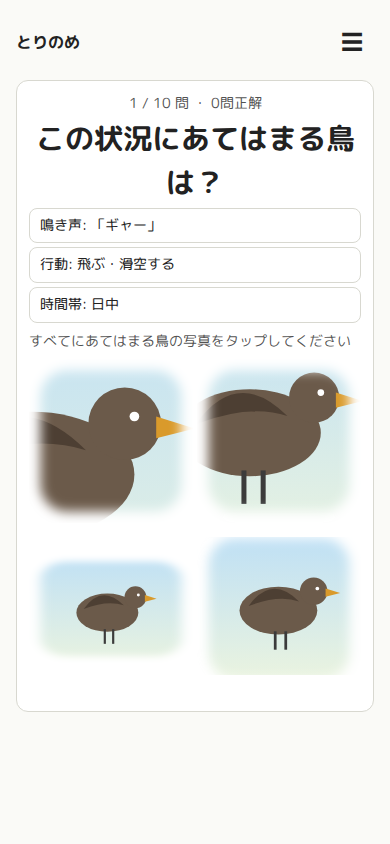 とりのめ
1 / 10 問 · 0問正解
この状況にあてはまる鳥
は？
鳴き声: 「ギャー」
行動: 飛ぶ・滑空する
時間帯: 日中
すべてにあてはまる鳥の写真をタップしてください